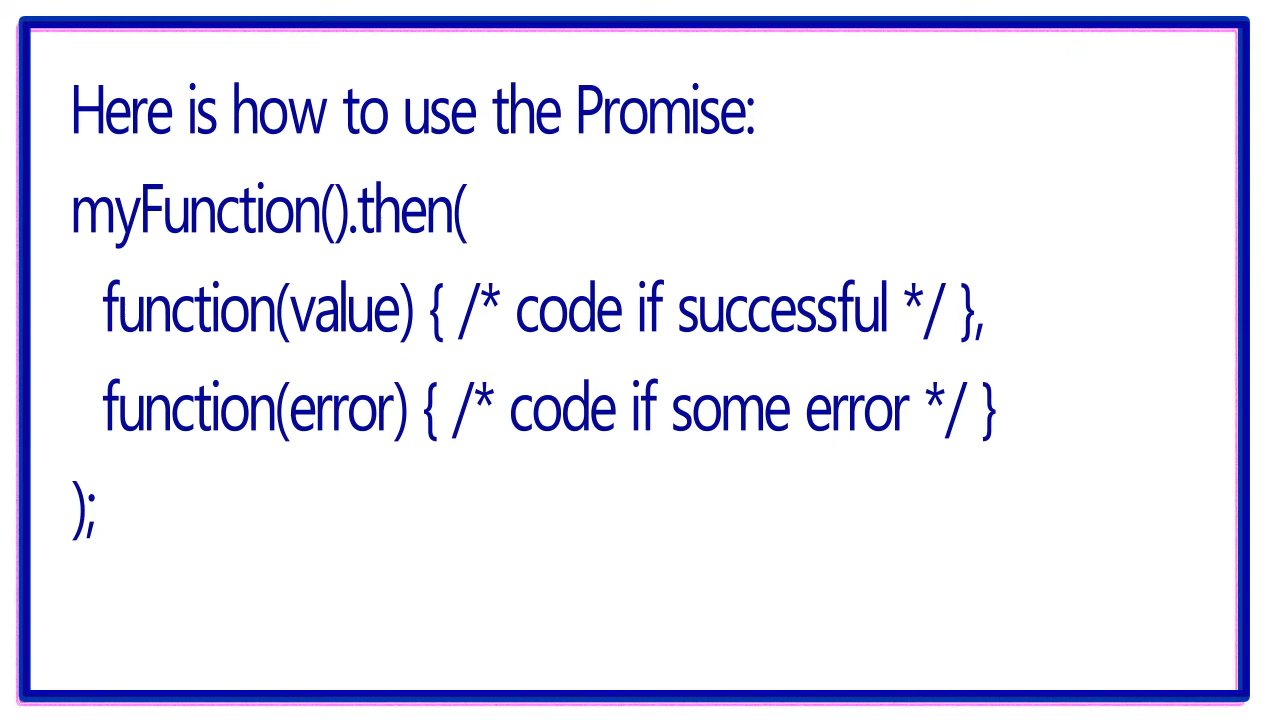 Here is how to use the Promise:
myFunction().then(
function(value) { /* code if successful */ },
function(error) { /* code if some error */ }
);